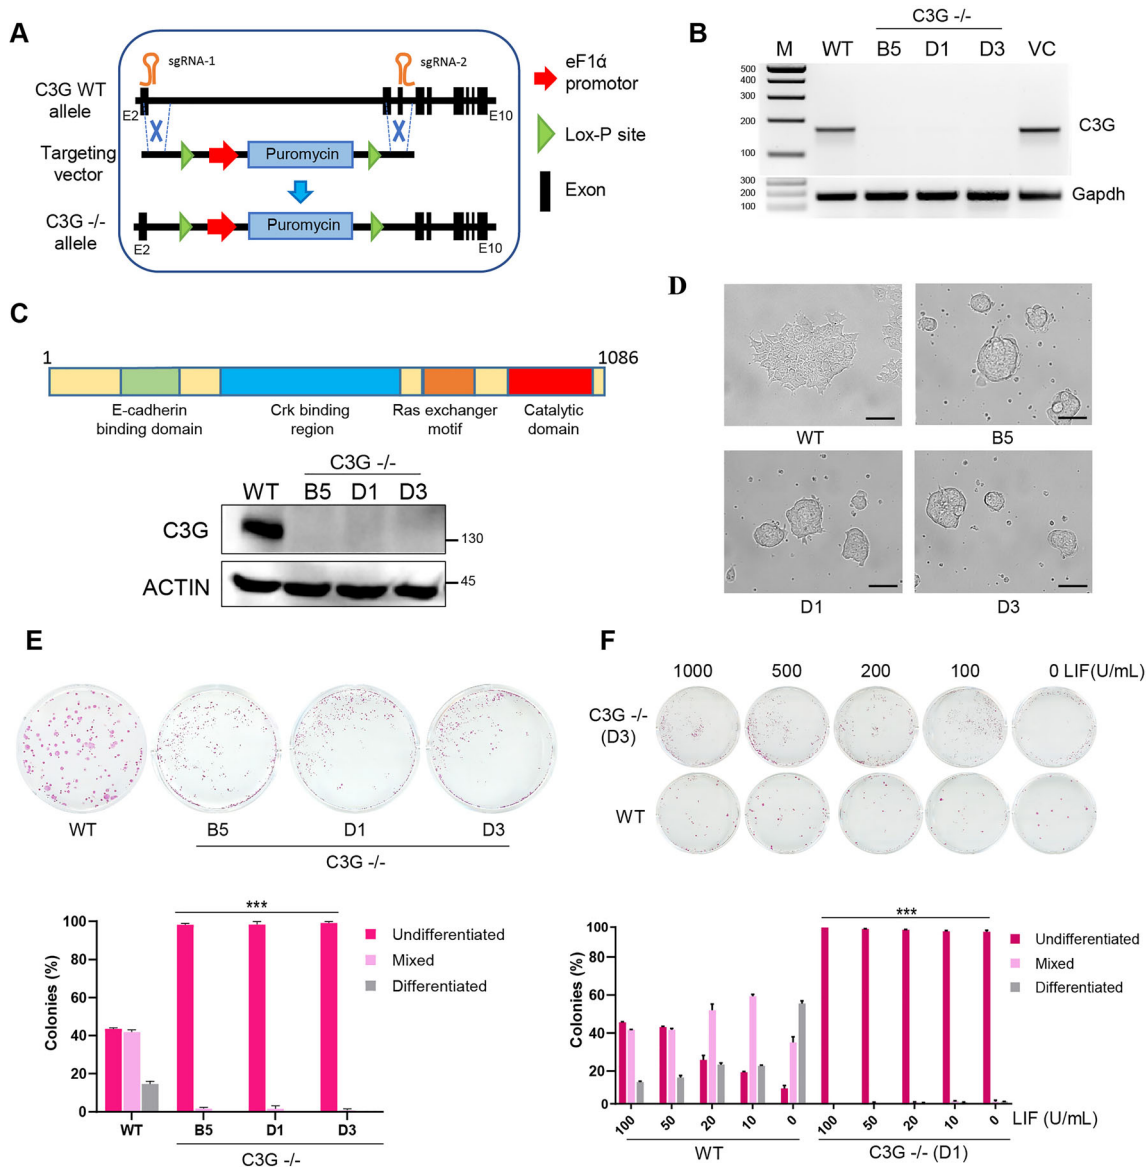 A
sgRNA-1
sgRNA-2
C3G WT
allele
E2
E10
Targeting
vector
Puromycin
C3G -/-
allele
Puromycin
E2
E10
eF1ά
promotor
Lox-P site
Exon
B
C3G -/-
M WT B5 D1 D3 VC
500
400
300
200
100
C3G
300
200
100
Gapdh
C
1 1086
E-cadherin
binding domain
Crk binding
region
Ras exchanger
motif
Catalytic
domain
C3G -/-
WT B5 D1 D3
C3G
130
ACTIN
45
D
WT B5
D1 D3
E
WT B5 D1 D3
C3G -/-
Colonies (%)
100
80
60
40
20
0
***
Undifferentiated
Mixed
Differentiated
WT B5 D1 D3
C3G -/-
F
1000 500 200 100 0 LIF(U/mL)
C3G -/-
(D3)
WT
Colonies (%)
100
80
60
40
20
0
***
Undifferentiated
Mixed
Differentiated
100 50 20 10 0 100 50 20 10 0 LIF (U/mL)
WT C3G -/- (D1)